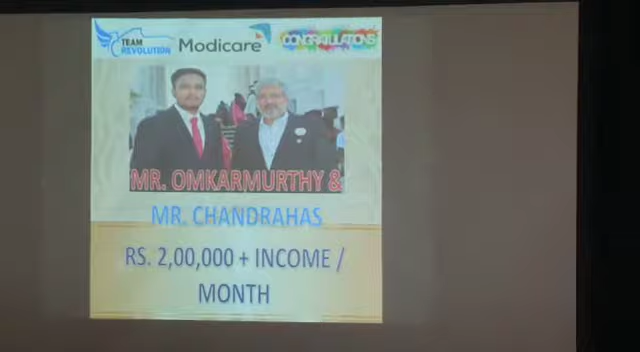 TEAM
REVOLUTION
Modicare
CONGRATULATIONS
MR. OMKARMURTHY &
MR. CHANDRAHAS
RS. 2,00,000 + INCOME /
MONTH